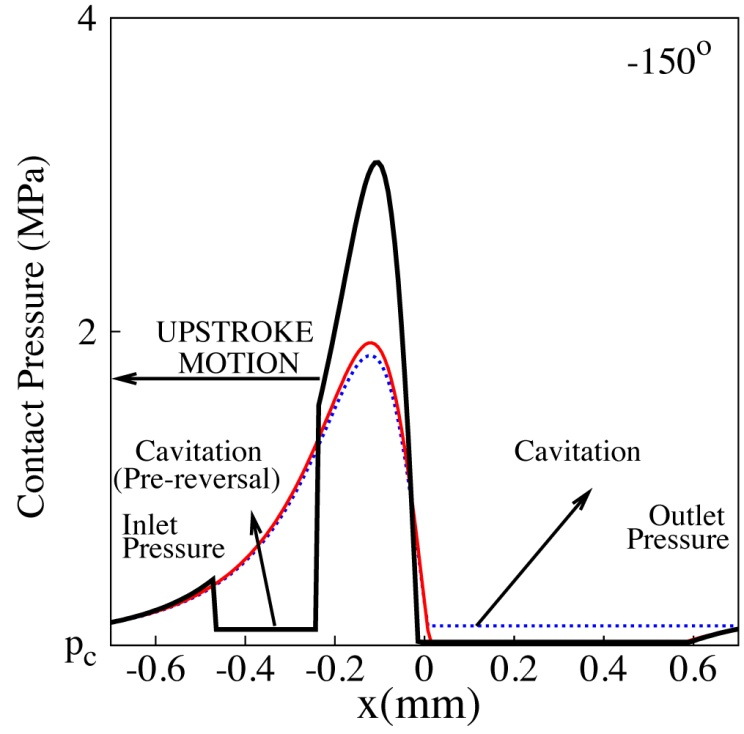 4
-150°
Contact Pressure (MPa)
2
UPSTROKE
MOTION
Cavitation
(Pre-reversal)
Cavitation
Inlet
Pressure
Outlet
Pressure
pc
-0.6 -0.4 -0.2 0 0.2 0.4 0.6
x(mm)